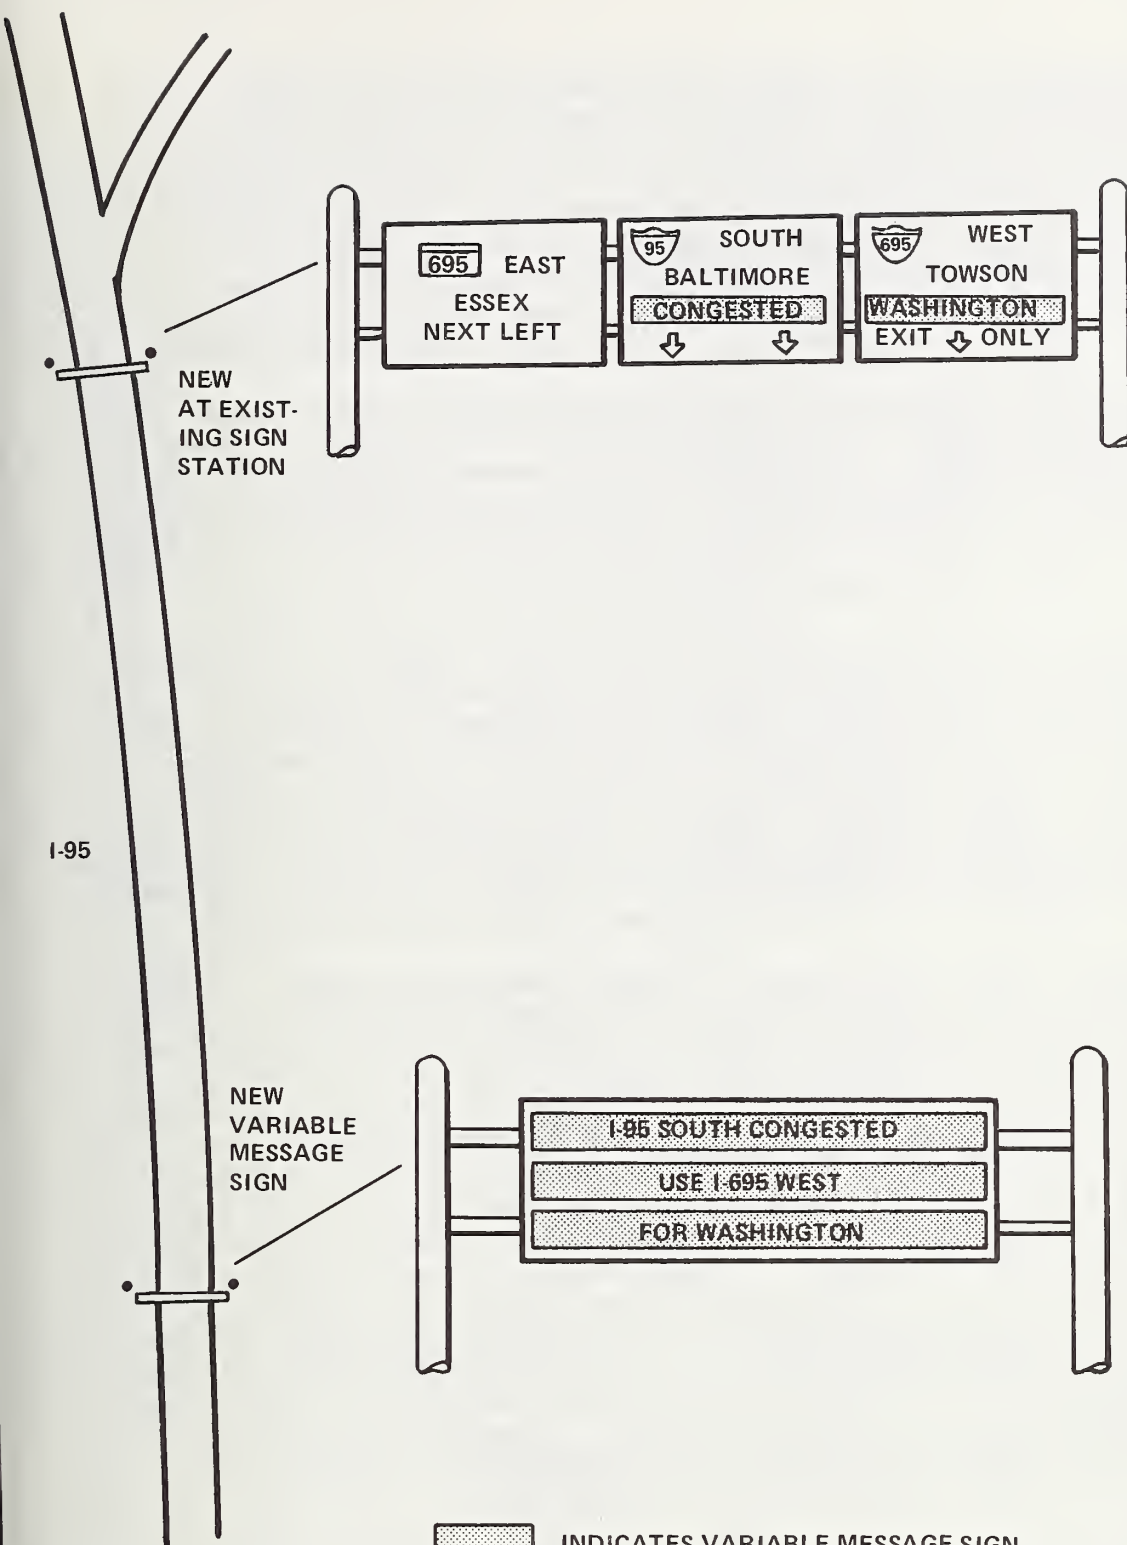 695 EAST
ESSEX
NEXT LEFT
95 SOUTH
BALTIMORE
CONGESTED
695 WEST
TOWSON
WASHINGTON
EXIT ONLY
NEW
AT EXIST-
ING SIGN
STATION
I-95
NEW
VARIABLE
MESSAGE
SIGN
I-95 SOUTH CONGESTED
USE I-695 WEST
FOR WASHINGTON
INDICATES VARIABLE MESSAGE SIGN